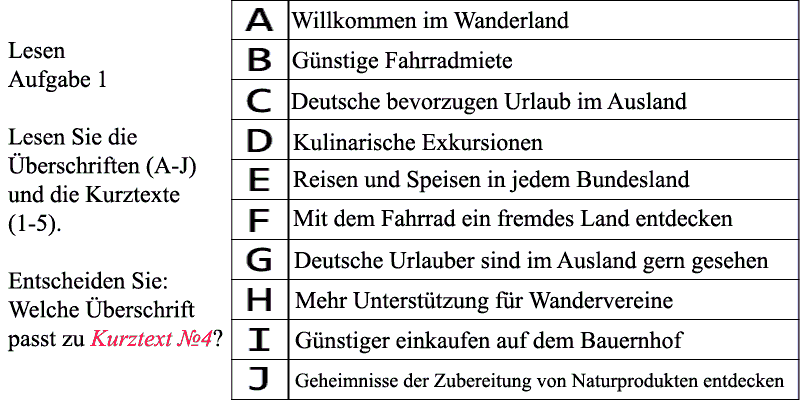 Lesen
Aufgabe 1
Lesen Sie die
Überschriften (A-J)
und die Kurztexte
(1-5).
Entscheiden Sie:
Welche Überschrift
passt zu Kurztext №4?
A Willkommen im Wanderland
B Günstige Fahrradmiete
C Deutsche bevorzugen Urlaub im Ausland
D Kulinarische Exkursionen
E Reisen und Speisen in jedem Bundesland
F Mit dem Fahrrad ein fremdes Land entdecken
G Deutsche Urlauber sind im Ausland gern gesehen
H Mehr Unterstützung für Wandervereine
I Günstiger einkaufen auf dem Bauernhof
J Geheimnisse der Zubereitung von Naturprodukten entdecken